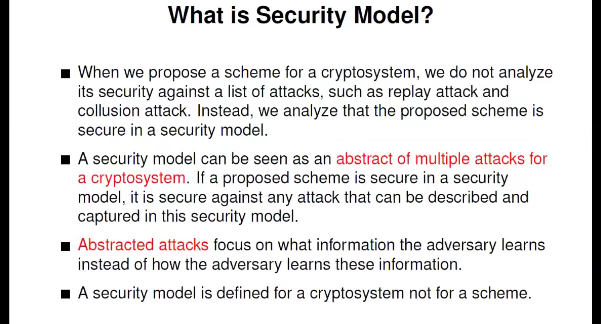 What is Security Model?
■ When we propose a scheme for a cryptosystem, we do not analyze
its security against a list of attacks, such as replay attack and
collusion attack. Instead, we analyze that the proposed scheme is
secure in a security model.
■ A security model can be seen as an abstract of multiple attacks for
a cryptosystem. If a proposed scheme is secure in a security
model, it is secure against any attack that can be described and
captured in this security model.
■ Abstracted attacks focus on what information the adversary learns
instead of how the adversary learns these information.
■ A security model is defined for a cryptosystem not for a scheme.